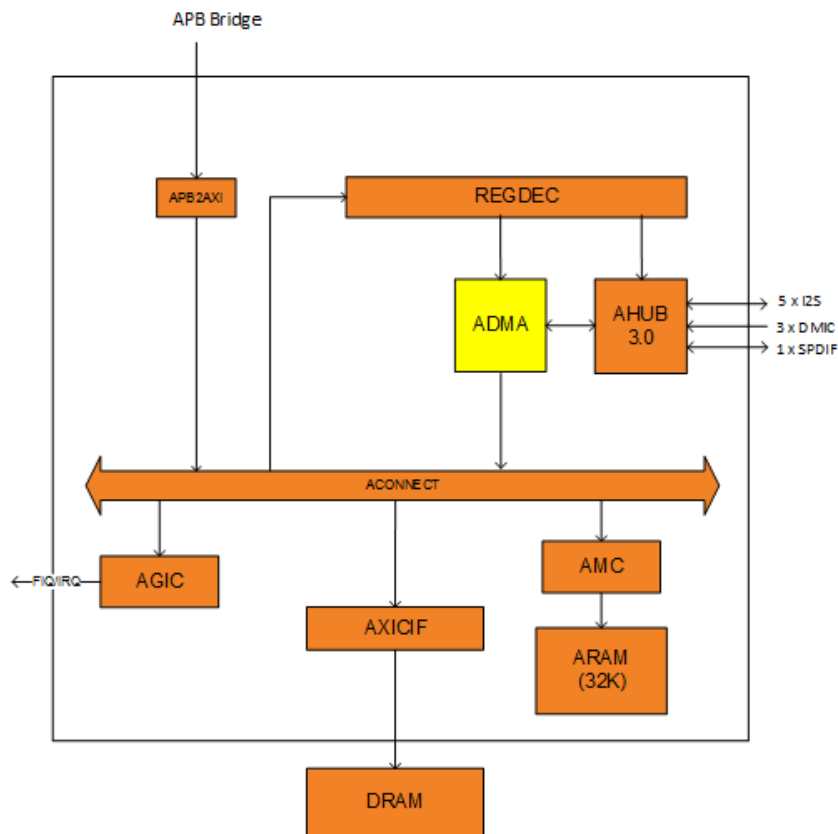 APB Bridge
APB2AXI
REGDEC
ADMA
AHUB
3.0
5 x I2S
3 x DMIC
1 x SPDIF
ACONNECT
FIQ/IRQ
AGIC
AMC
AXICIF
ARAM
(32K)
DRAM